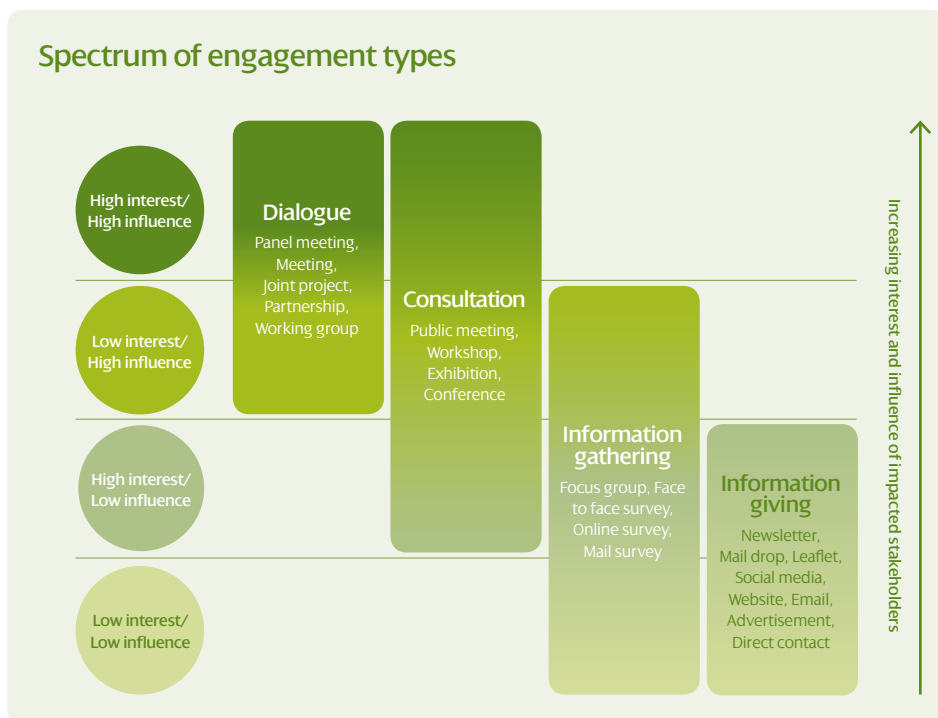 Spectrum of engagement types
High interest/
High influence
Low interest/
High influence
High interest/
Low influence
Low interest/
Low influence
Dialogue
Panel meeting,
Meeting,
Joint project,
Partnership,
Working group
Consultation
Public meeting,
Workshop,
Exhibition,
Conference
Information
gathering
Focus group, Face
to face survey,
Online survey,
Mail survey
Information
giving
Newsletter,
Mail drop, Leaflet,
Social media,
Website, Email,
Advertisement,
Direct contact
Increasing interest and influence of impacted stakeholders